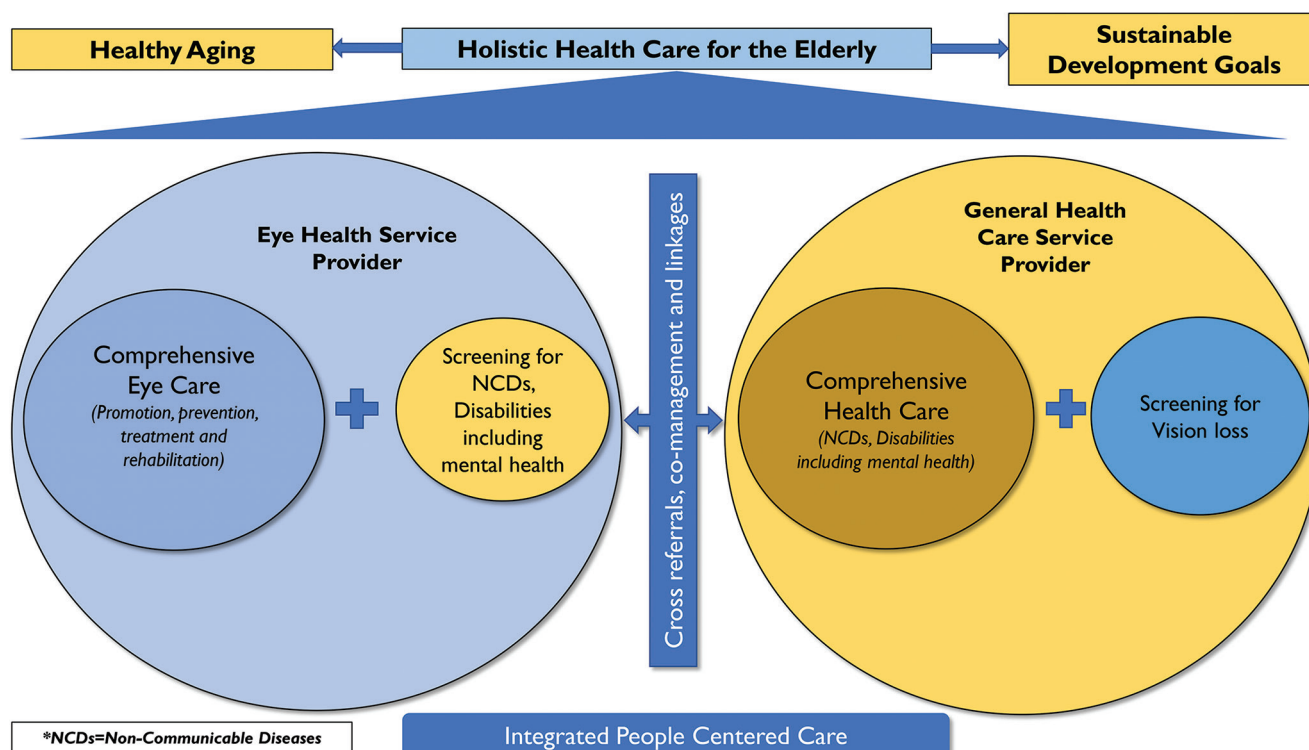 Healthy Aging
Holistic Health Care for the Elderly
Sustainable
Development Goals
Eye Health Service
Provider
Comprehensive
Eye Care
(Promotion, prevention,
treatment and
rehabilitation)
Screening for
NCDs,
Disabilities
including
mental health
Cross referrals, co-management and linkages
General Health
Care Service
Provider
Comprehensive
Health Care
(NCDs, Disabilities
including mental health)
Screening for
Vision loss
*NCDs=Non-Communicable Diseases
Integrated People Centered Care